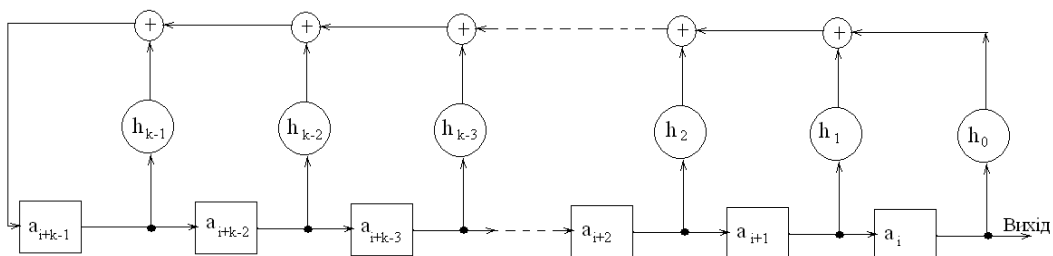 + + + + +
h k-1 h k-2 h k-3 h 2 h 1 h 0
a i+k-1 a i+k-2 a i+k-3 a i+2 a i+1 a i Вихід